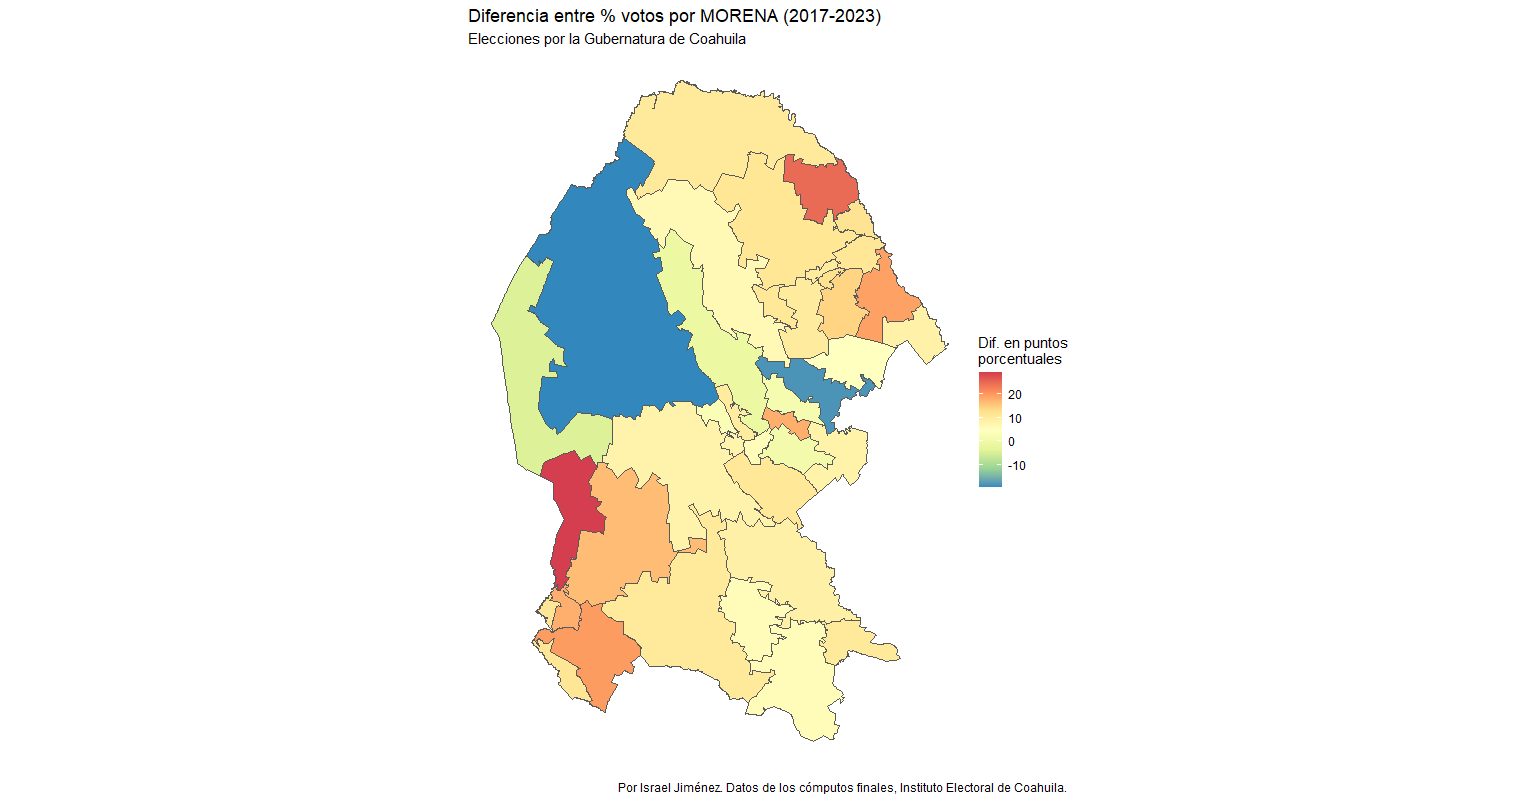 Diferencia entre % votos por MORENA (2017-2023)
Elecciones por la Gubernatura de Coahuila
Dif. en puntos
porcentuales
20
10
0
-10
Por Israel Jiménez. Datos de los cómputos finales, Instituto Electoral de Coahuila.